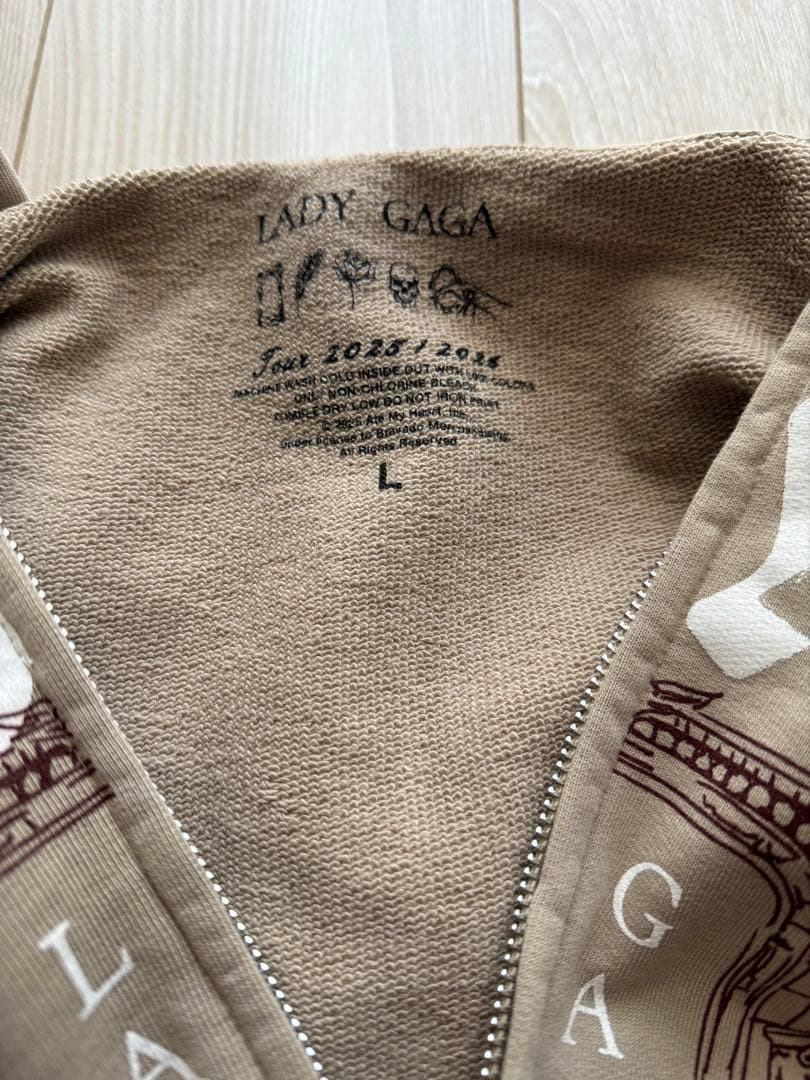 LADY GAGA
Tour 2025 / 2026
MACHINE WASH COLD INSIDE OUT WITH LIKE COLORS
ONLY NON-CHLORINE BLEACH
TUMBLE DRY LOW DO NOT IRON PRINT
© 2025 Ate My Heart, Inc.
Under license to Bravado Merchandising.
All Rights Reserved.
L
L
A
G
A